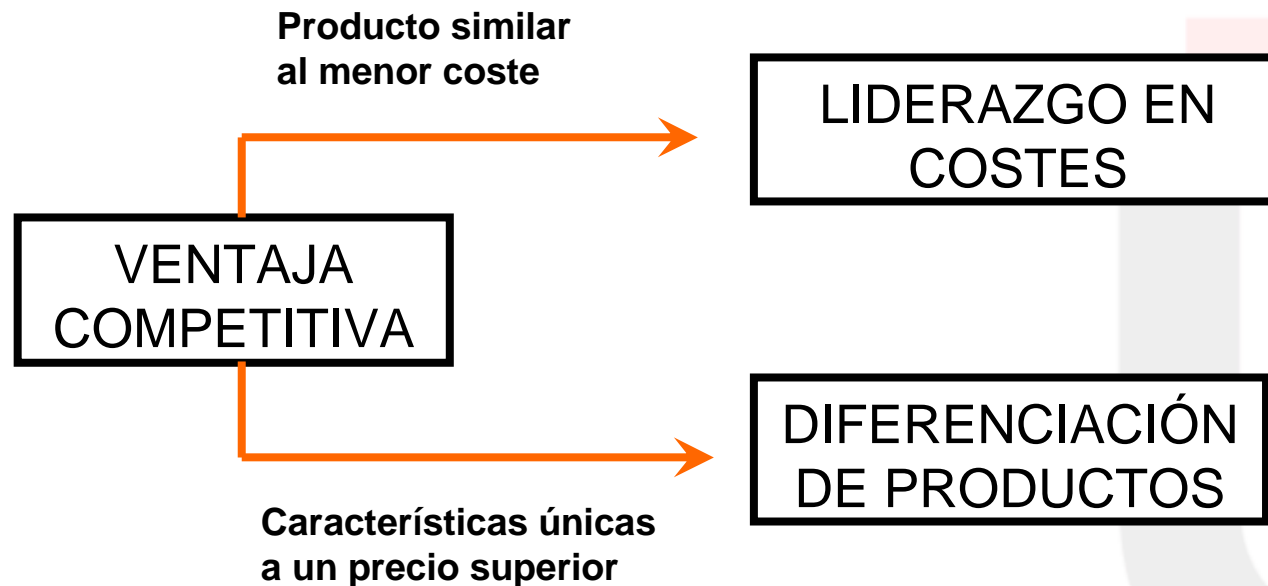 Producto similar
al menor coste
LIDERAZGO EN
COSTES
VENTAJA
COMPETITIVA
DIFERENCIACIÓN
DE PRODUCTOS
Características únicas
a un precio superior